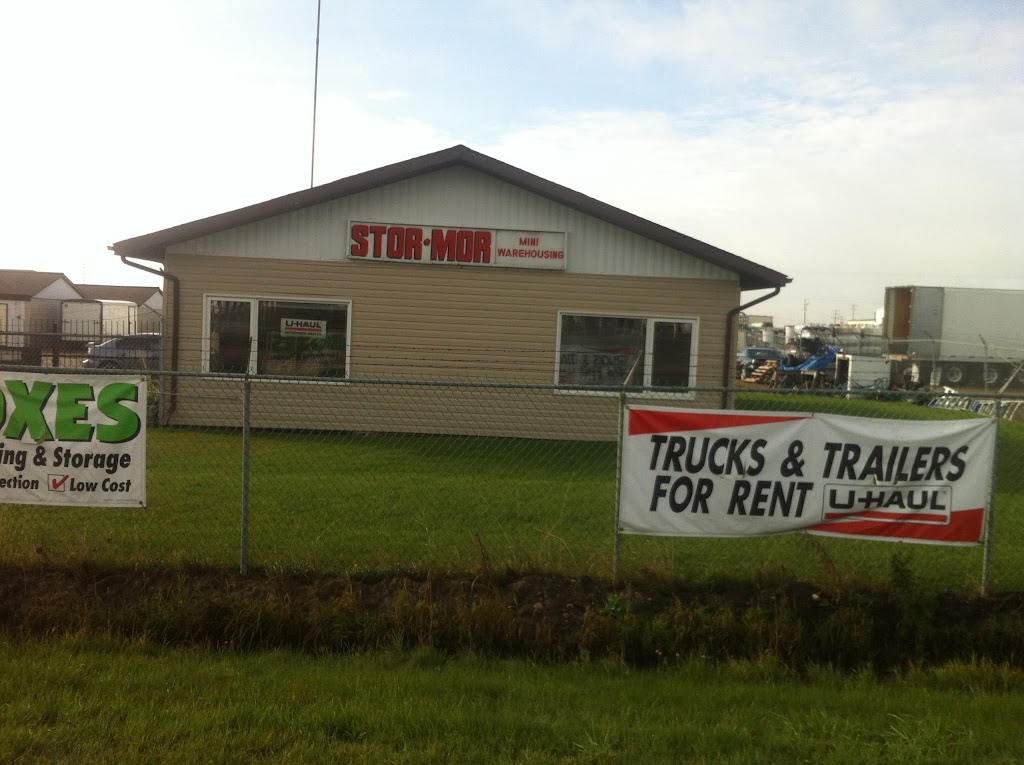 STOR·MOR
MINI
WAREHOUSING
U-HAUL
OXES
ing & Storage
ection ☑ Low Cost
TRUCKS & TRAILERS
FOR RENT U-HAUL